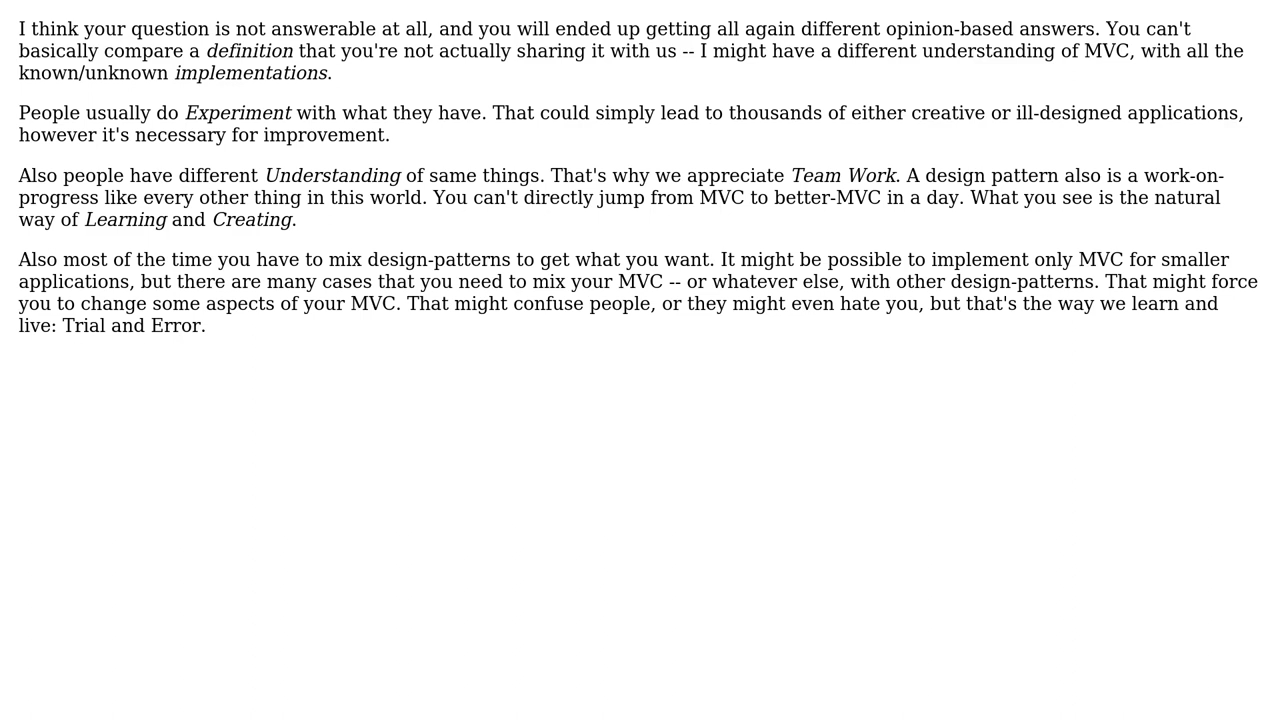 I think your question is not answerable at all, and you will ended up getting all again different opinion-based answers. You can't
basically compare a definition that you're not actually sharing it with us -- I might have a different understanding of MVC, with all the
known/unknown implementations.
People usually do Experiment with what they have. That could simply lead to thousands of either creative or ill-designed applications,
however it's necessary for improvement.
Also people have different Understanding of same things. That's why we appreciate Team Work. A design pattern also is a work-on-
progress like every other thing in this world. You can't directly jump from MVC to better-MVC in a day. What you see is the natural
way of Learning and Creating.
Also most of the time you have to mix design-patterns to get what you want. It might be possible to implement only MVC for smaller
applications, but there are many cases that you need to mix your MVC -- or whatever else, with other design-patterns. That might force
you to change some aspects of your MVC. That might confuse people, or they might even hate you, but that's the way we learn and
live: Trial and Error.